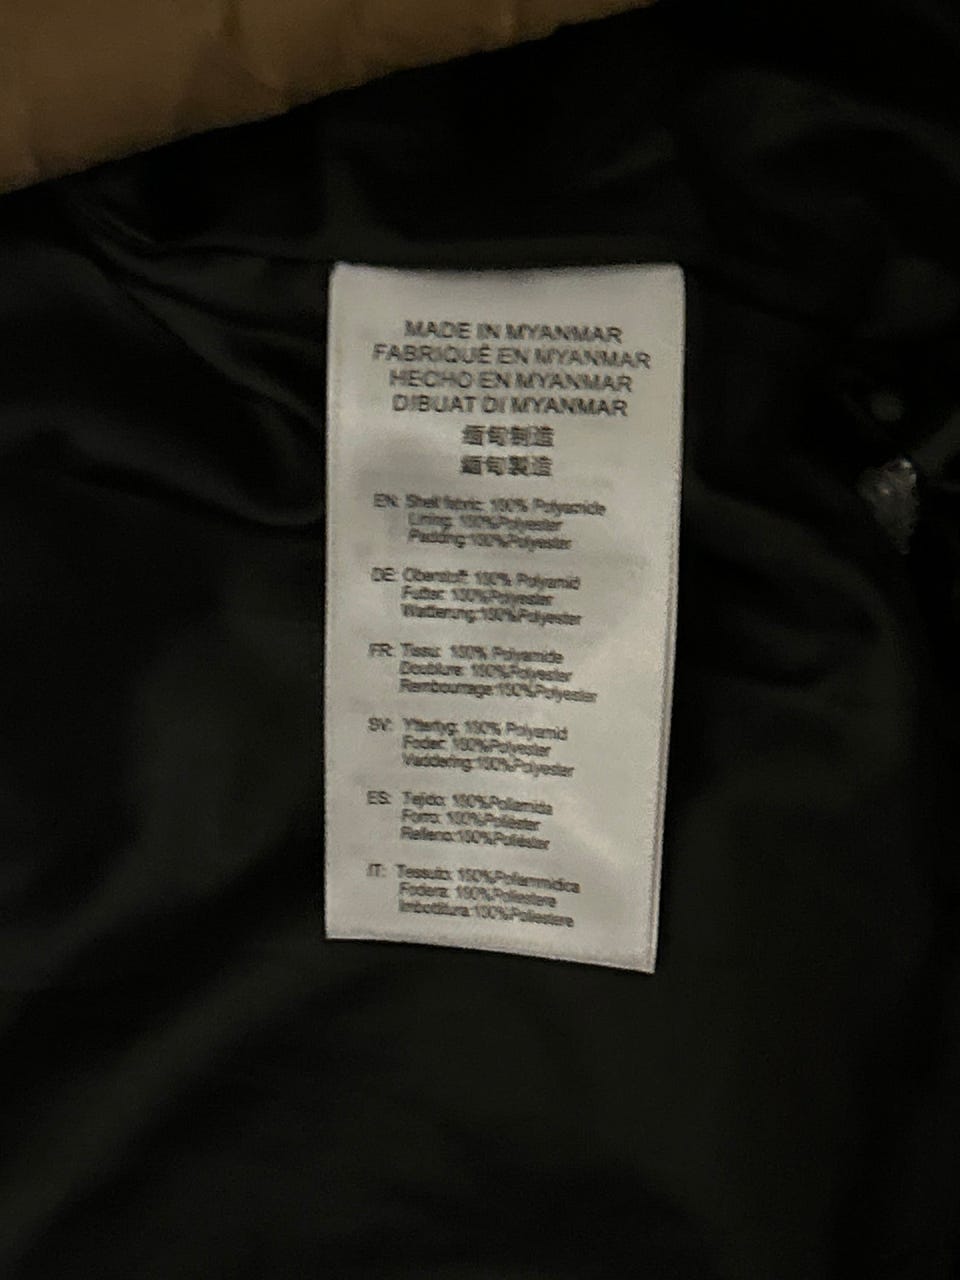 MADE IN MYANMAR
FABRIQUÉ EN MYANMAR
HECHO EN MYANMAR
DIBUAT DI MYANMAR
缅甸制造
緬甸製造
EN: Shell fabric: 100% Polyamide
Lining: 100%Polyester
Padding:100%Polyester
DE: Oberstoff: 100% Polyamid
Futter: 100%Polyester
Wattierung:100%Polyester
FR: Tissu: 100% Polyamide
Doublure: 100%Polyester
Rembourrage:100%Polyester
SV: Yttertyg: 100% Polyamid
Foder: 100%Polyester
Vaddering:100%Polyester
ES: Tejido: 100%Poliamida
Forro: 100%Poliéster
Relleno:100%Poliéster
IT: Tessuto: 100%Poliammidica
Fodera: 100%Poliestere
Imbottitura:100%Poliestere